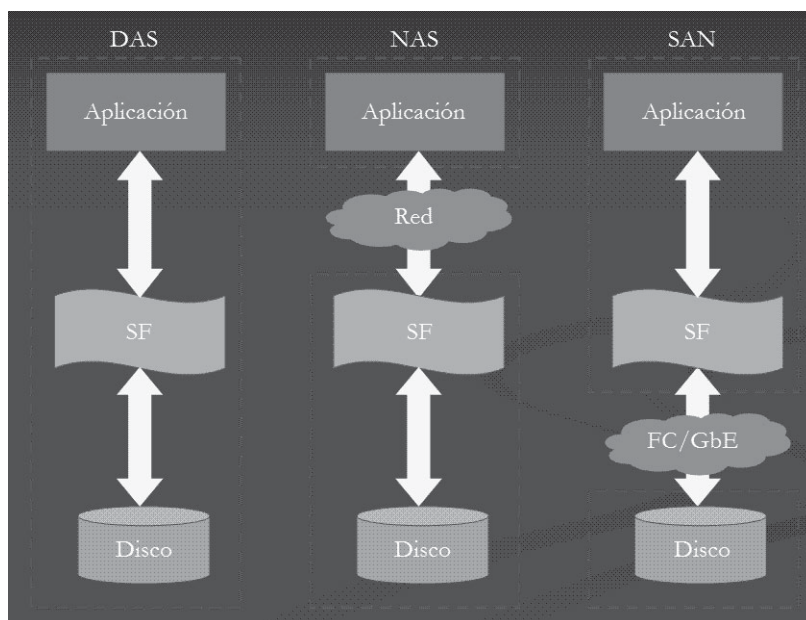 DAS
NAS
SAN
Aplicación
Aplicación
Aplicación
Red
SF
SF
SF
FC/GbE
Disco
Disco
Disco